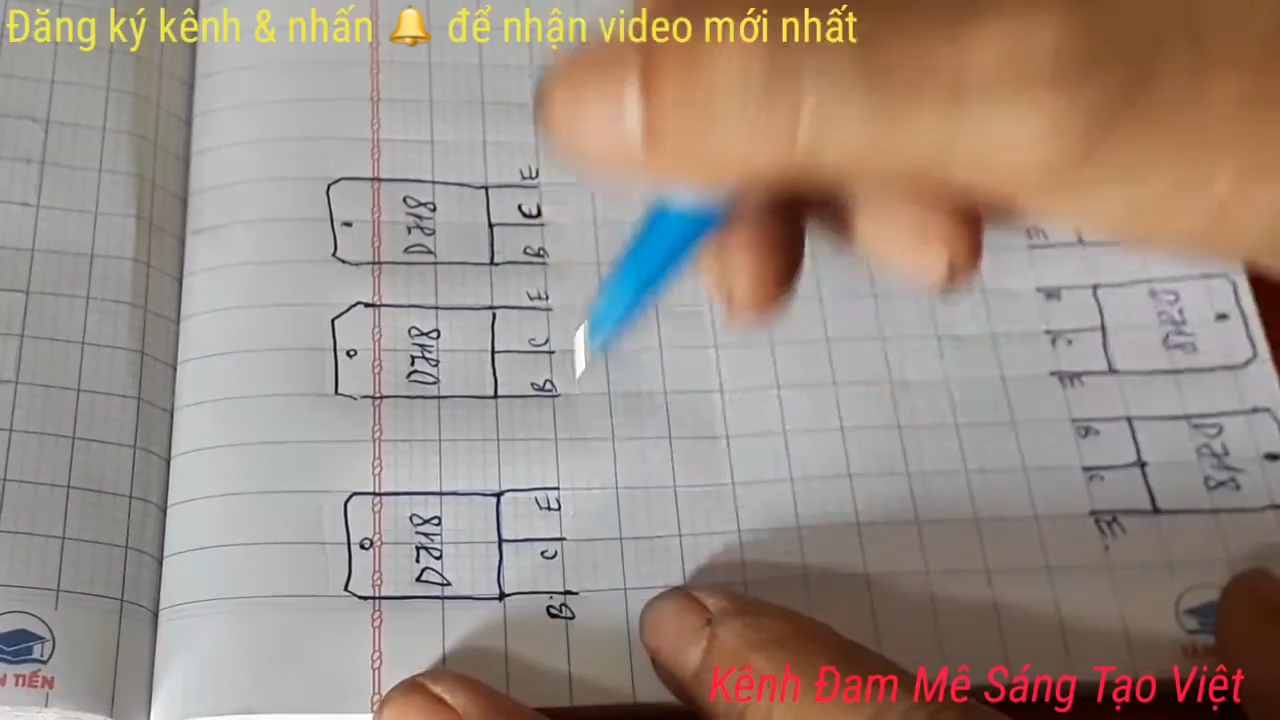 Đăng ký kênh & nhấn 🔔 để nhận video mới nhất
D718
B
C
E
D718
B
C
E
D718
B
C
E
D718
C
E
D718
B
C
E.
N TIẾN
Kênh Đam Mê Sáng Tạo Việt